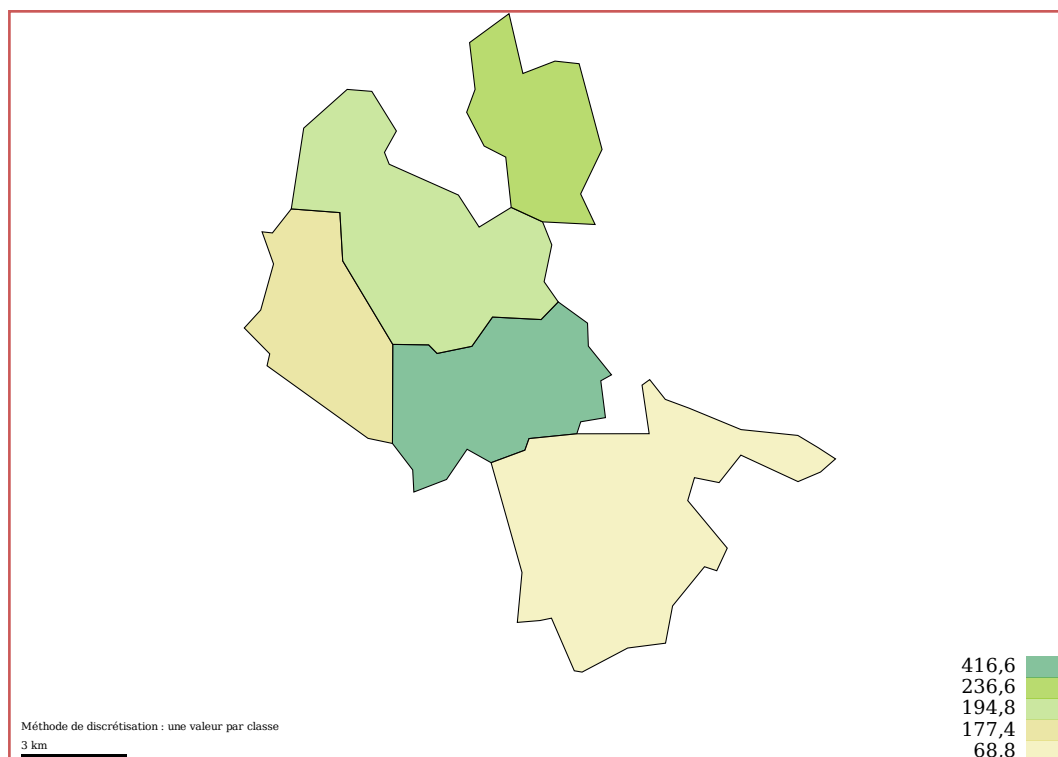 416,6
236,6
194,8
177,4
68,8
Méthode de discrétisation : une valeur par classe
3 km